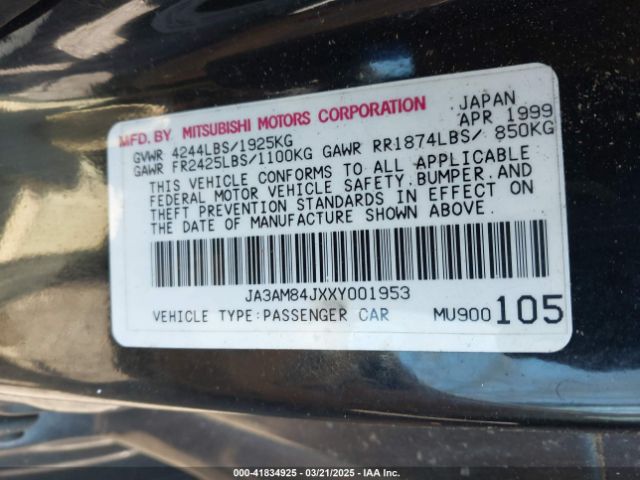 MFD. BY MITSUBISHI MOTORS CORPORATION JAPAN
GVWR 4244LBS/1925KG APR 1999
GAWR FR2425LBS/1100KG GAWR RR1874LBS/ 850KG
THIS VEHICLE CONFORMS TO ALL APPLICABLE
FEDERAL MOTOR VEHICLE SAFETY, BUMPER, AND
THEFT PREVENTION STANDARDS IN EFFECT ON
THE DATE OF MANUFACTURE SHOWN ABOVE.
JA3AM84JXXY001953
VEHICLE TYPE:PASSENGER CAR MU900105
000-41834925 | 03/21/2025 | IAA Inc.